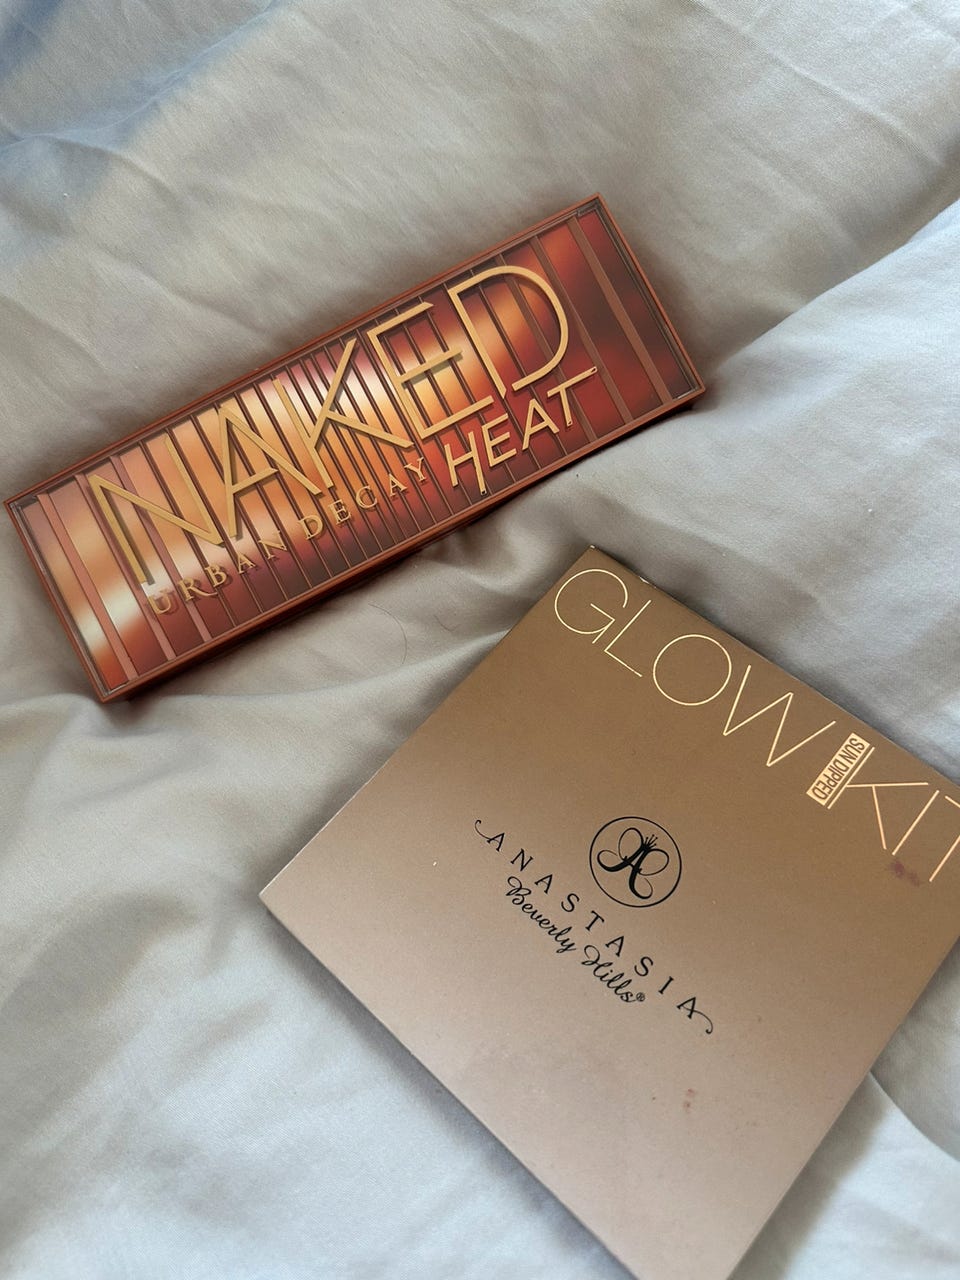 NAKED
URBAN DECAY HEAT
GLOW KIT
SUN DIPPED
A
ANASTASIA
Beverly Hills®